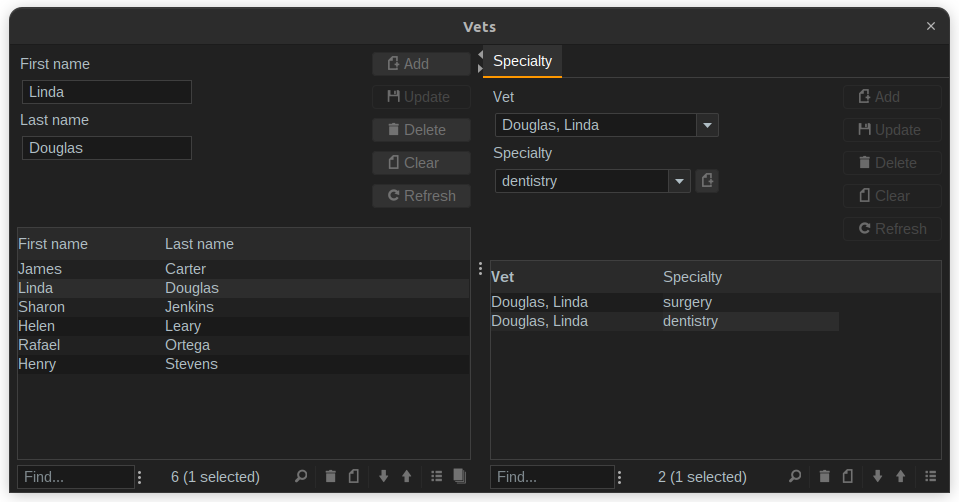 Vets
First name
Linda
Last name
Douglas
Add
Update
Delete
Clear
Refresh
First name Last name
James Carter
Linda Douglas
Sharon Jenkins
Helen Leary
Rafael Ortega
Henry Stevens
Find... 6 (1 selected)
Specialty
Vet
Douglas, Linda
Specialty
dentistry
Add
Update
Delete
Clear
Refresh
Vet Specialty
Douglas, Linda surgery
Douglas, Linda dentistry
Find... 2 (1 selected)